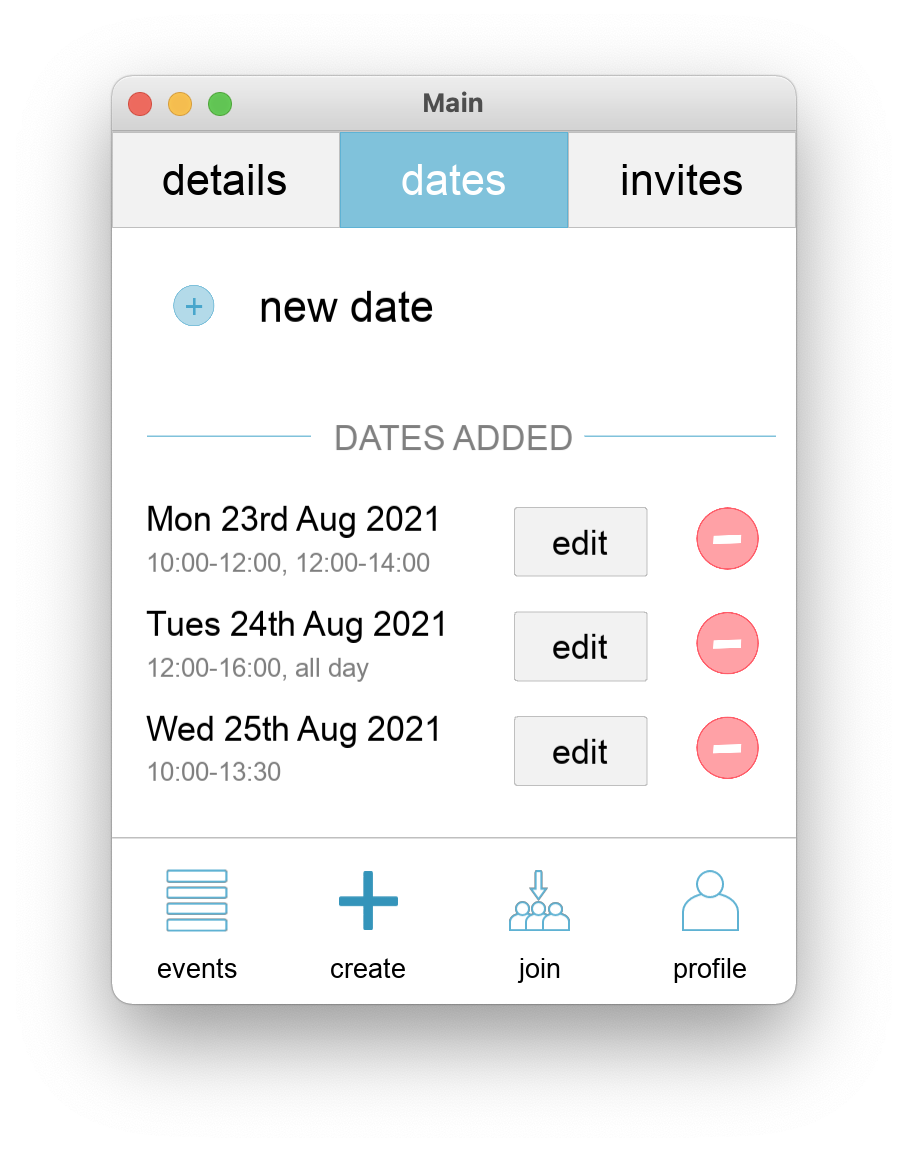 Main
details dates invites
new date
DATES ADDED
Mon 23rd Aug 2021
10:00-12:00, 12:00-14:00
edit
Tues 24th Aug 2021
12:00-16:00, all day
edit
Wed 25th Aug 2021
10:00-13:30
edit
events create join profile